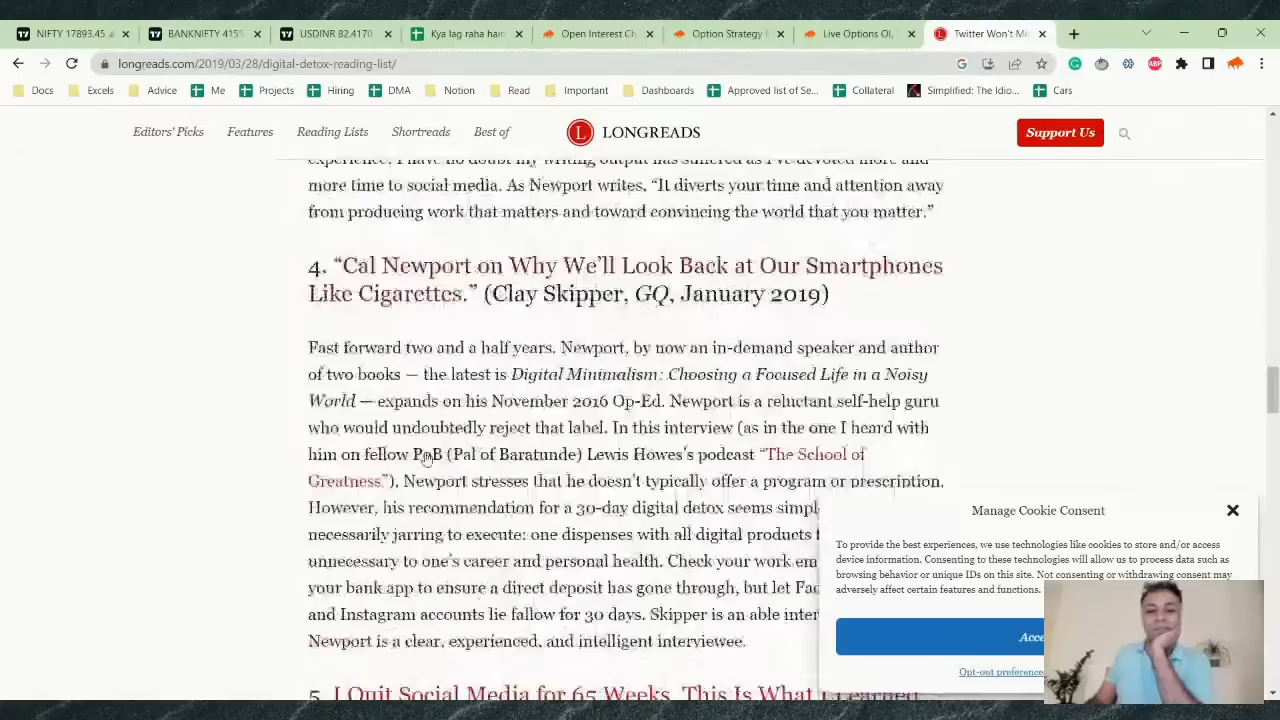 NIFTY 17893.45
BANKNIFTY 4155
USDINR 82.4170
Kya lag raha hain
Open Interest Ch
Option Strategy
Live Options OI,
Twitter Won't Mi
longreads.com/2019/03/28/digital-detox-reading-list/
Docs
Excels
Advice
Me
Projects
Hiring
DMA
Notion
Read
Important
Dashboards
Approved list of Se...
Collateral
Simplified: The Idio...
Cars
Editors' Picks
Features
Reading Lists
Shortreads
Best of
L LONGREADS
Support Us
experience, I have no doubt my writing output has suffered as I've devoted more and
more time to social media. As Newport writes, “It diverts your time and attention away
from producing work that matters and toward convincing the world that you matter.”
4. “Cal Newport on Why We’ll Look Back at Our Smartphones
Like Cigarettes.” (Clay Skipper, GQ, January 2019)
Fast forward two and a half years. Newport, by now an in-demand speaker and author
of two books — the latest is Digital Minimalism: Choosing a Focused Life in a Noisy
World — expands on his November 2016 Op-Ed. Newport is a reluctant self-help guru
who would undoubtedly reject that label. In this interview (as in the one I heard with
him on fellow PoB (Pal of Baratunde) Lewis Howes’s podcast “The School of
Greatness”), Newport stresses that he doesn’t typically offer a program or prescription.
However, his recommendation for a 30-day digital detox seems simpl
necessarily jarring to execute: one dispenses with all digital products
unnecessary to one’s career and personal health. Check your work em
your bank app to ensure a direct deposit has gone through, but let Fac
and Instagram accounts lie fallow for 30 days. Skipper is an able inter
Newport is a clear, experienced, and intelligent interviewee.
5. I Quit Social Media for 65 Weeks. This Is What I Learned
Manage Cookie Consent
To provide the best experiences, we use technologies like cookies to store and/or access
device information. Consenting to these technologies will allow us to process data such as
browsing behavior or unique IDs on this site. Not consenting or withdrawing consent may
adversely affect certain features and functions.
Acce
Opt-out preference